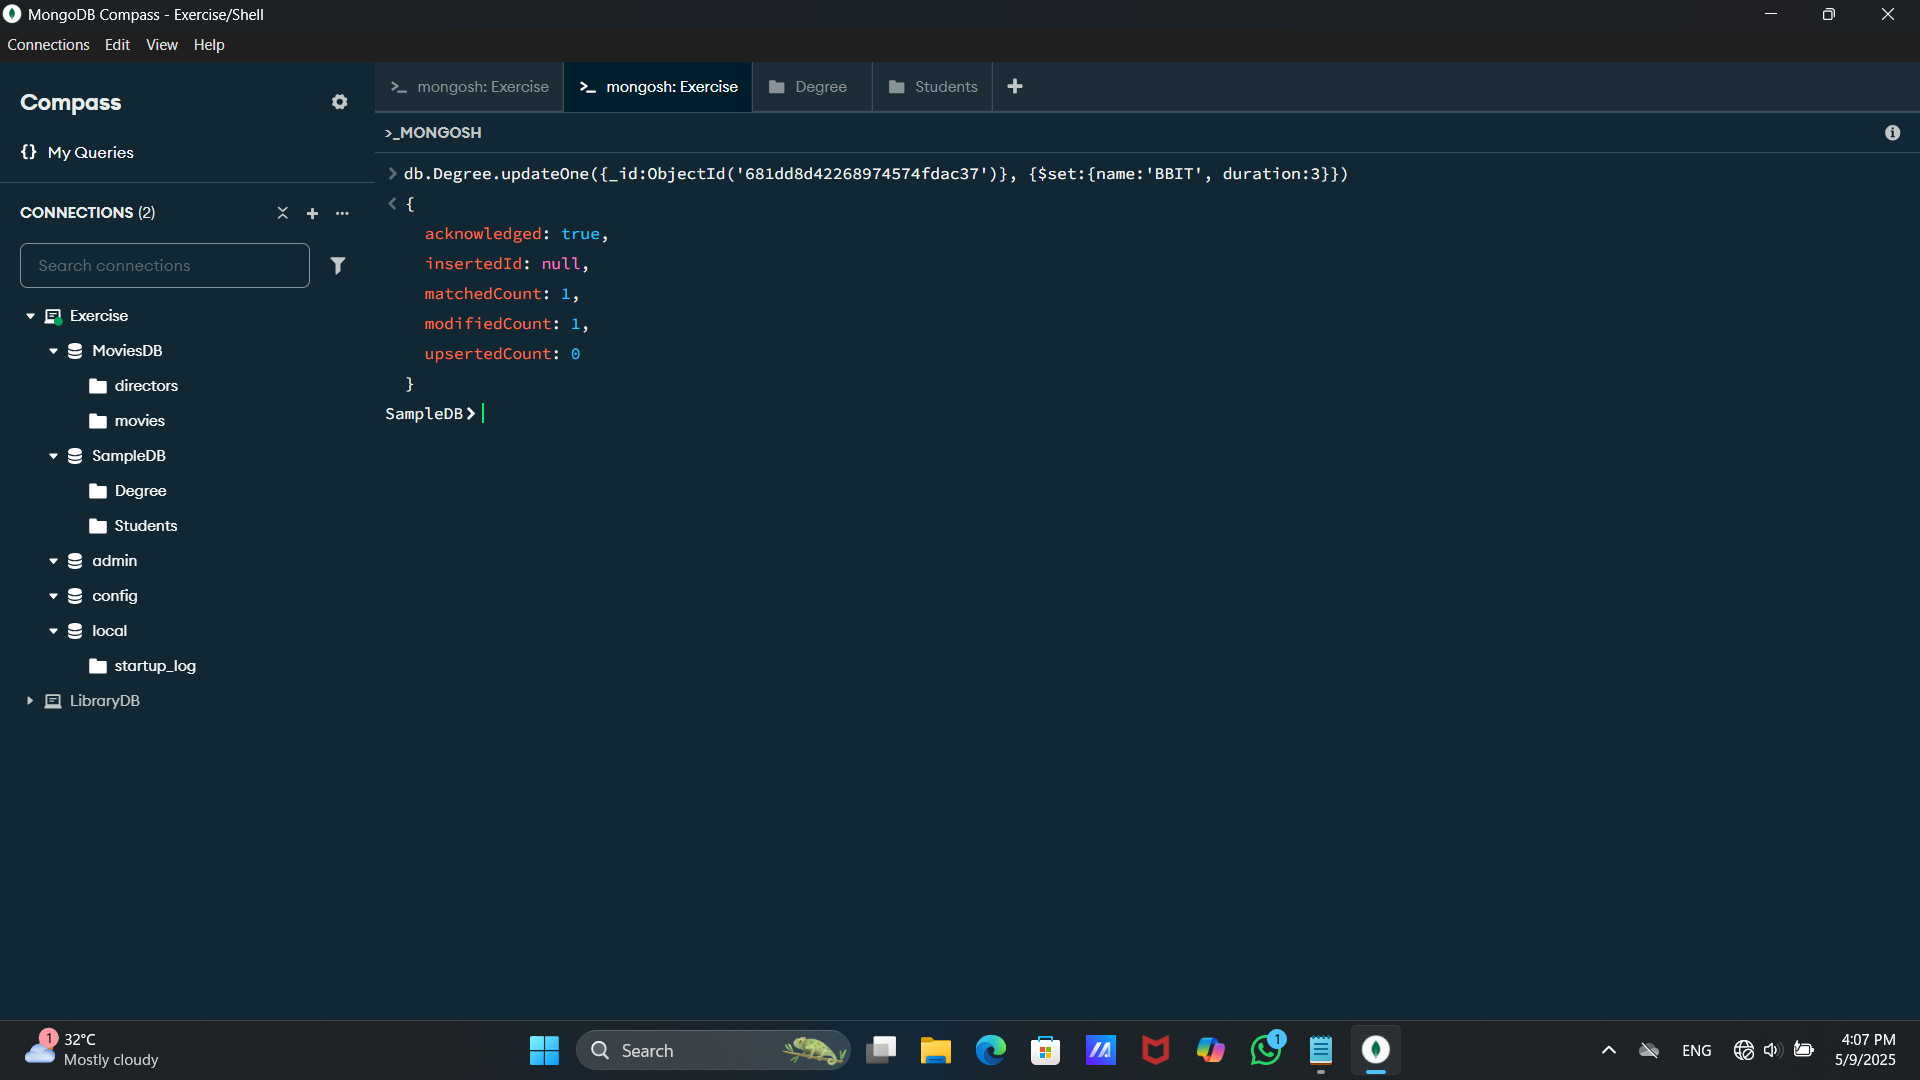 MongoDB Compass - Exercise/Shell
Connections Edit View Help
Compass
{} My Queries
CONNECTIONS (2)
Search connections
Exercise
MoviesDB
directors
movies
SampleDB
Degree
Students
admin
config
local
startup_log
LibraryDB
mongosh: Exercise
mongosh: Exercise
Degree
Students
>_MONGOSH
> db.Degree.updateOne({_id:ObjectId('681dd8d42268974574fdac37')}, {$set:{name:'BBIT', duration:3}})
< {
acknowledged: true,
insertedId: null,
matchedCount: 1,
modifiedCount: 1,
upsertedCount: 0
}
SampleDB>
1
32°C
Mostly cloudy
Search
1
ENG
4:07 PM
5/9/2025